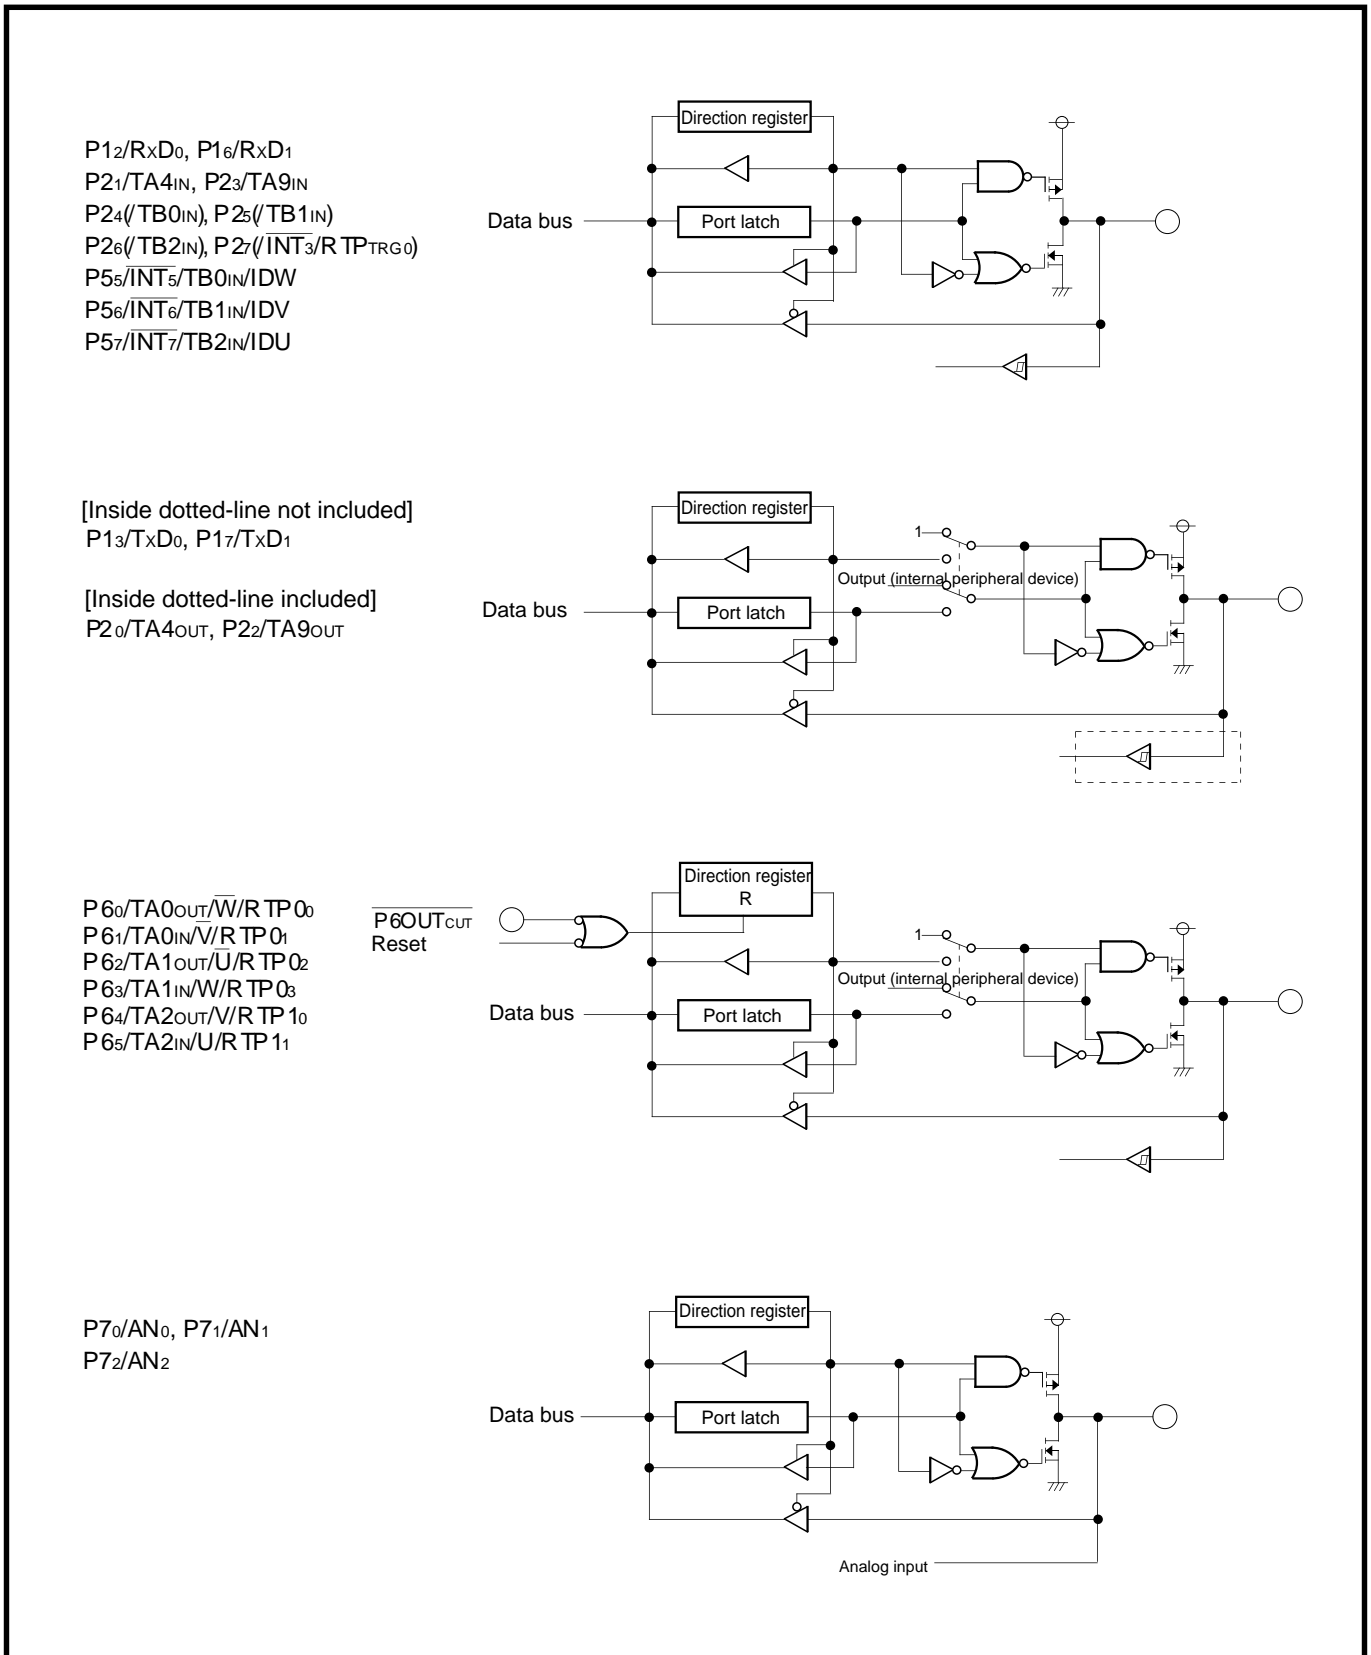 Direction register
P1₂/RxD₀, P1₆/RxD₁
P2₁/TA4IN, P2₃/TA9IN
P2₄(/TB0IN), P2₅(/TB1IN)
Data bus
Port latch
P2₆(/TB2IN), P2₇(/I̅N̅T̅₃/RTPTRG0)
P5₅/I̅N̅T̅₅/TB0IN/IDW
P5₆/I̅N̅T̅₆/TB1IN/IDV
P5₇/I̅N̅T̅₇/TB2IN/IDU
[Inside dotted-line not included]
Direction register
P1₃/TxD₀, P1₇/TxD₁
1
Output (internal peripheral device)
[Inside dotted-line included]
Data bus
Port latch
P2₀/TA4OUT, P2₂/TA9OUT
Direction register
R
P6₀/TA0OUT/W̅/RTP0₀
P6₁/TA0IN/V̅/RTP0₁
P6₂/TA1OUT/U̅/RTP0₂
P6₃/TA1IN/W/RTP0₃
P6₄/TA2OUT/V/RTP1₀
P6₅/TA2IN/U/RTP1₁
P̅6̅O̅U̅T̅C̅U̅T̅
Reset
1
Output (internal peripheral device)
Data bus
Port latch
Direction register
P7₀/AN₀, P7₁/AN₁
P7₂/AN₂
Data bus
Port latch
Analog input